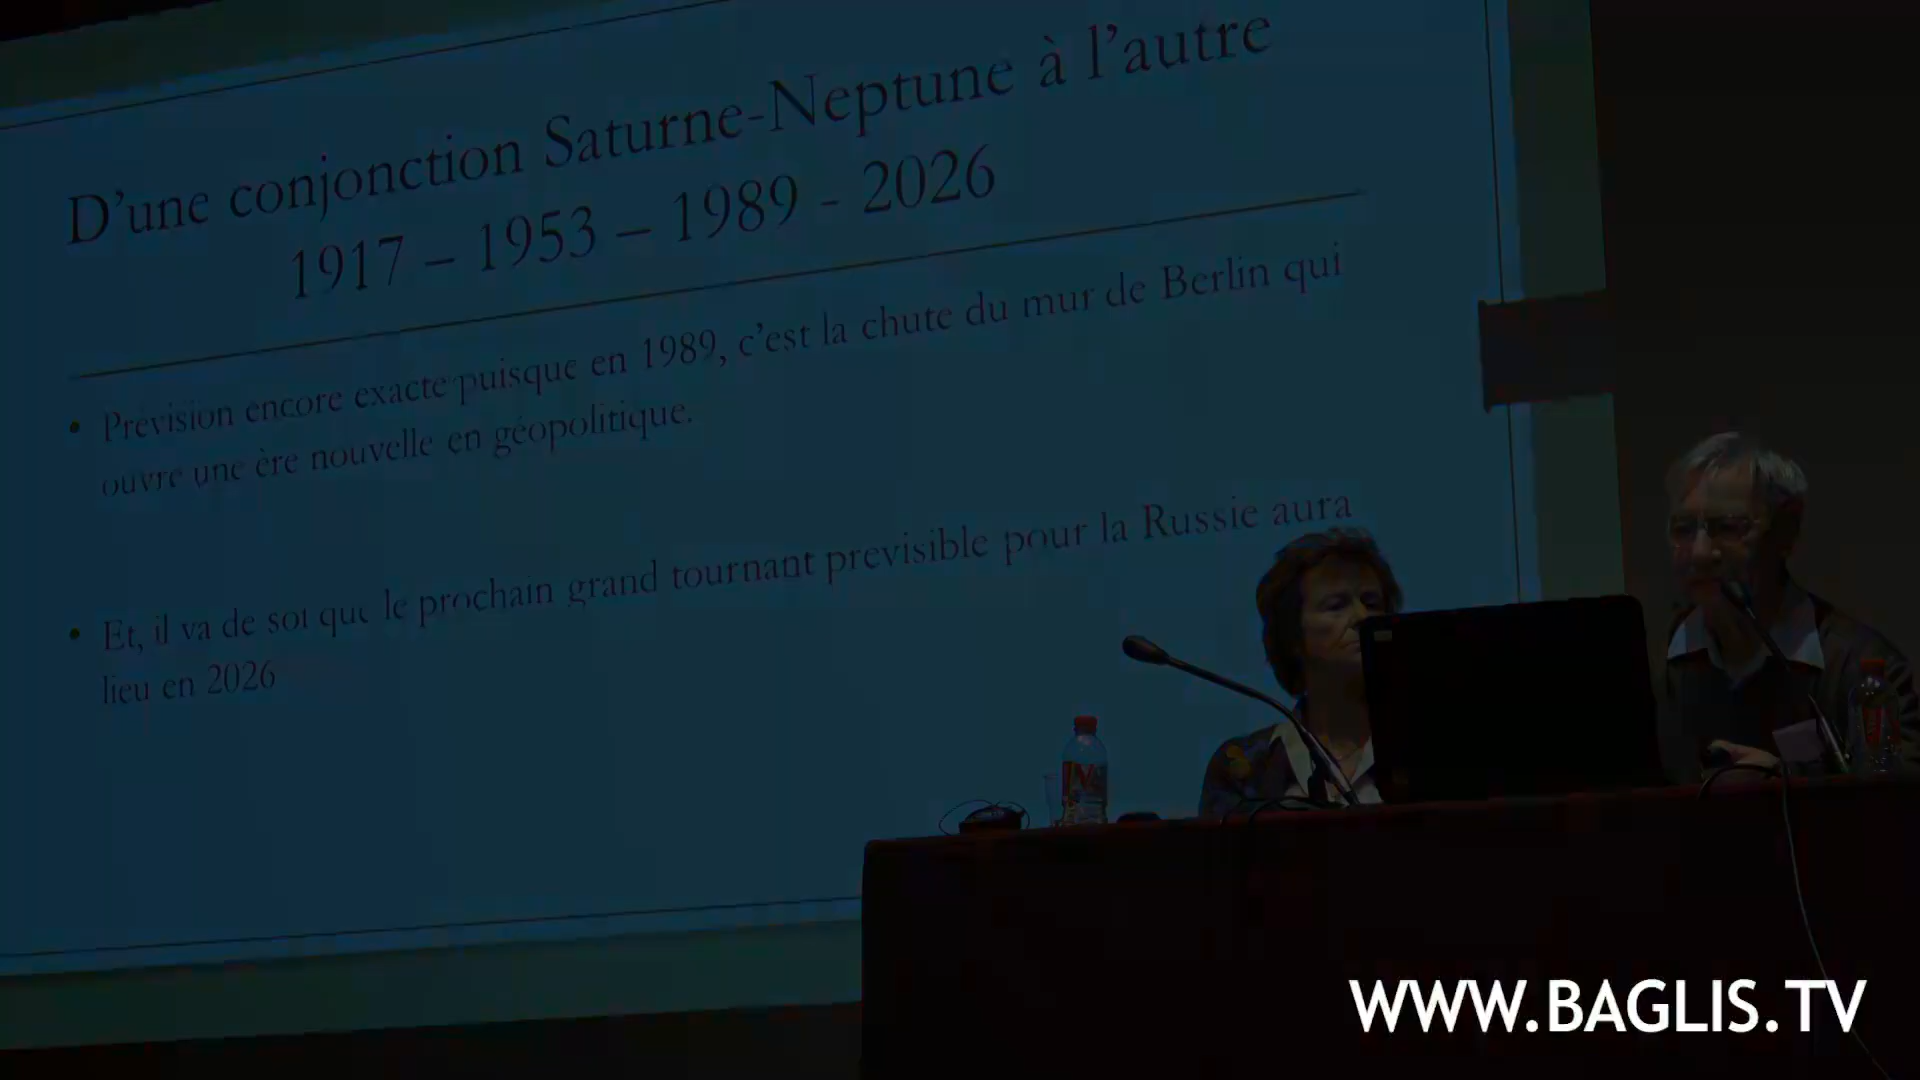 D'une conjonction Saturne-Neptune à l'autre
1917 – 1953 – 1989 - 2026
• Prévision encore exacte puisque en 1989, c'est la chute du mur de Berlin qui
ouvre une ère nouvelle en géopolitique.
• Et, il va de soi que le prochain grand tournant previsible pour la Russie aura
lieu en 2026
WWW.BAGLIS.TV